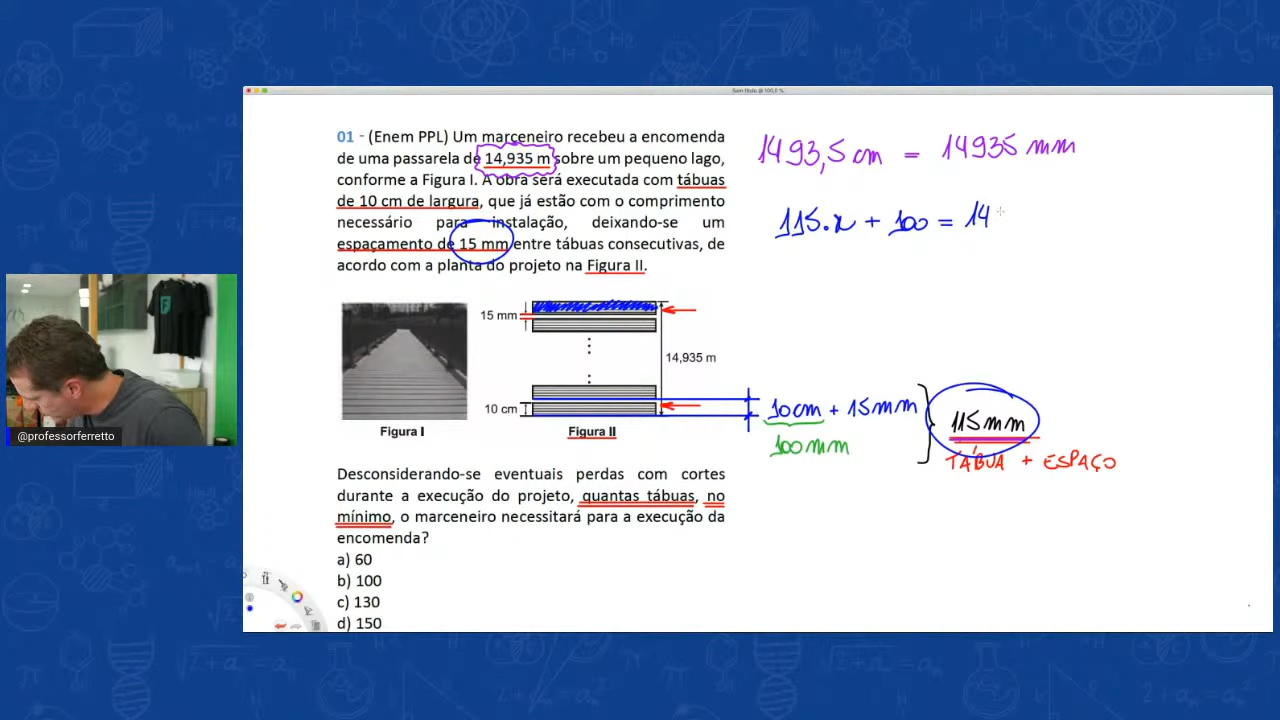 Sem título @ 100,0 %
01 - (Enem PPL) Um marceneiro recebeu a encomenda
de uma passarela de 14,935 m sobre um pequeno lago,
conforme a Figura I. A obra será executada com tábuas
de 10 cm de largura, que já estão com o comprimento
necessário para instalação, deixando-se um
espaçamento de 15 mm entre tábuas consecutivas, de
acordo com a planta do projeto na Figura II.
1493,5 cm = 14935 mm
115.x + 100 = 14
15 mm
14,935 m
10 cm
Figura I
Figura II
10cm + 15mm
100mm
115mm
TÁBUA + ESPAÇO
@professorferretto
Desconsiderando-se eventuais perdas com cortes
durante a execução do projeto, quantas tábuas, no
mínimo, o marceneiro necessitará para a execução da
encomenda?
a) 60
b) 100
c) 130
d) 150